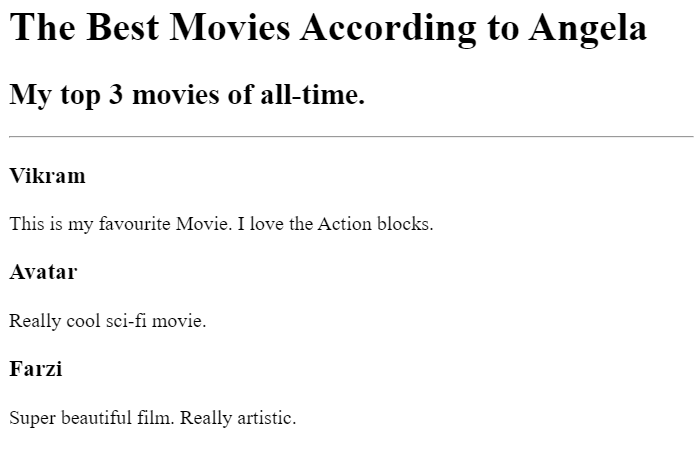 The Best Movies According to Angela
My top 3 movies of all-time.
Vikram
This is my favourite Movie. I love the Action blocks.
Avatar
Really cool sci-fi movie.
Farzi
Super beautiful film. Really artistic.